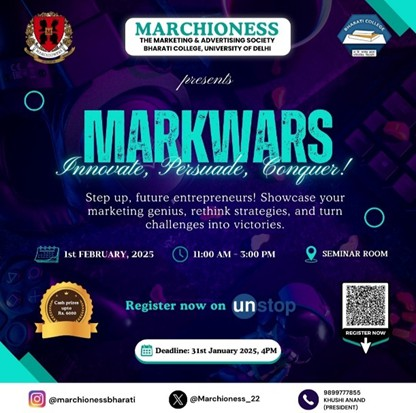 MARCHIONESS
THE MARKETING & ADVERTISING SOCIETY
BHARATI COLLEGE, UNIVERSITY OF DELHI
BHARATI COLLEGE
presents
MARKWARS
Innovate, Persuade, Conquer!
Step up, future entrepreneurs! Showcase your
marketing genius, rethink strategies, and turn
challenges into victories.
1st FEBRUARY, 2025
11:00 AM - 3:00 PM
SEMINAR ROOM
Cash prizes
upto
Rs. 6000
Register now on unstop
REGISTER NOW
Deadline: 31st January 2025, 4PM
@marchionessbharati
@Marchioness_22
9899777855
KHUSHI ANAND
(PRESIDENT)